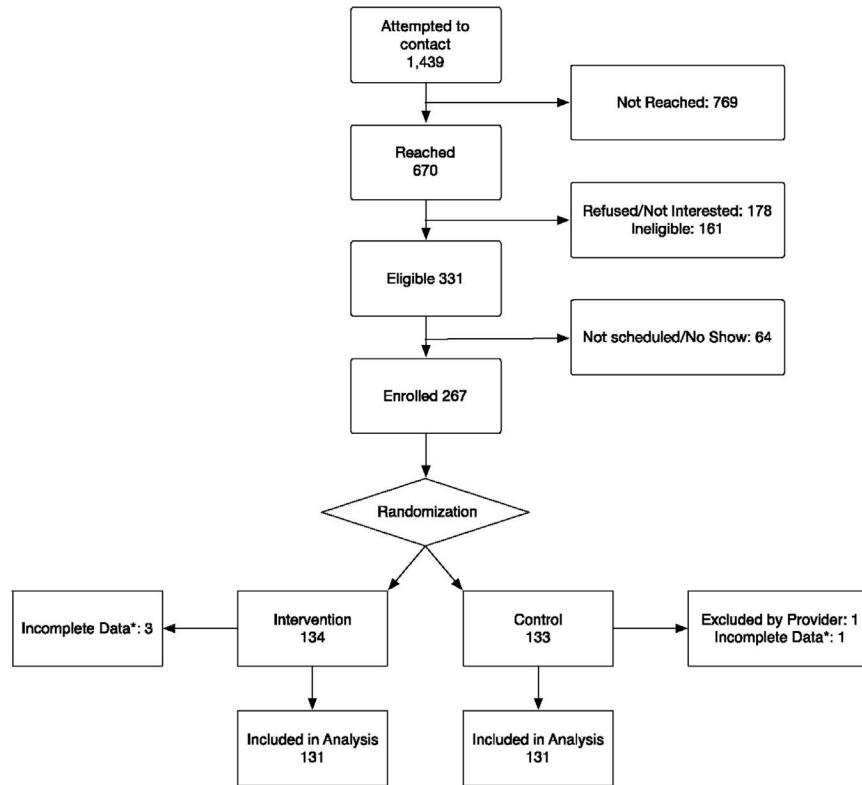 Attempted to
contact
1,439
Not Reached: 769
Reached
670
Refused/Not Interested: 178
Ineligible: 161
Eligible 331
Not scheduled/No Show: 64
Enrolled 267
Randomization
Incomplete Data*: 3
Intervention
134
Control
133
Excluded by Provider: 1
Incomplete Data*: 1
Included in Analysis
131
Included in Analysis
131